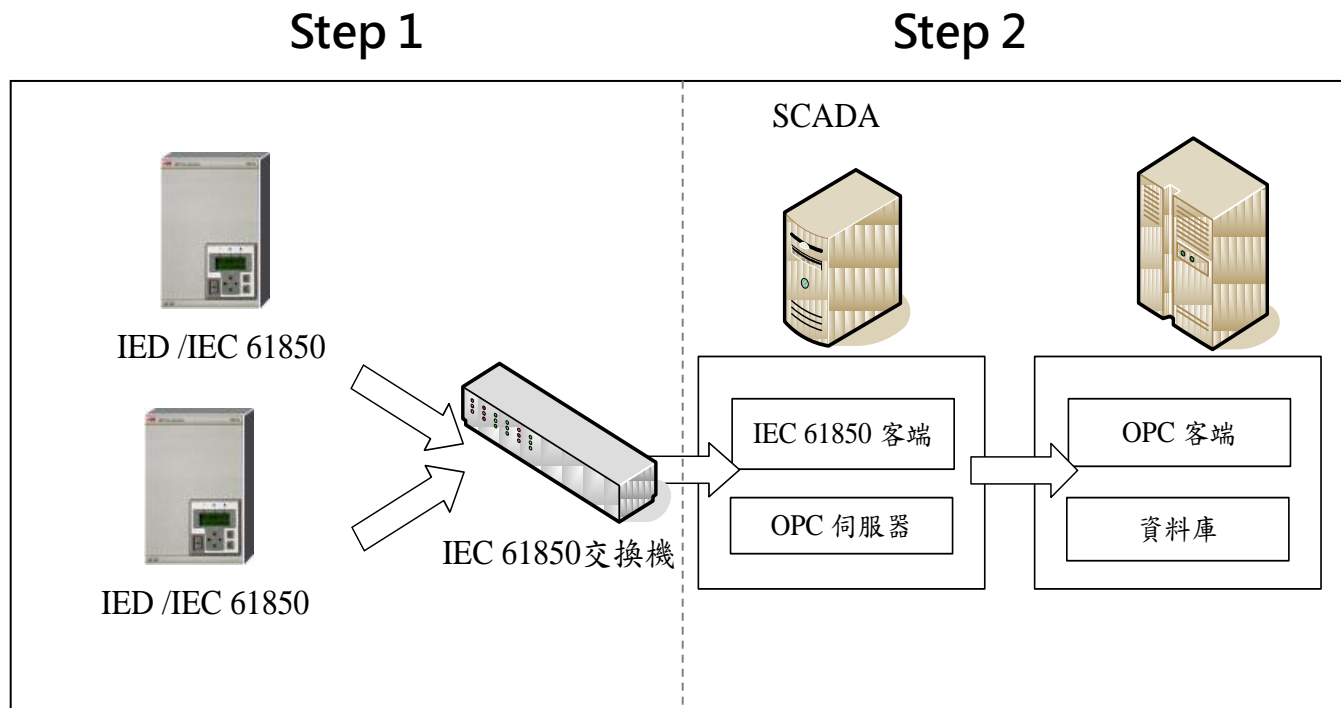 Step 1
Step 2
SCADA
IED /IEC 61850
IED /IEC 61850
IEC 61850交換機
IEC 61850 客端
OPC 伺服器
OPC 客端
資料庫